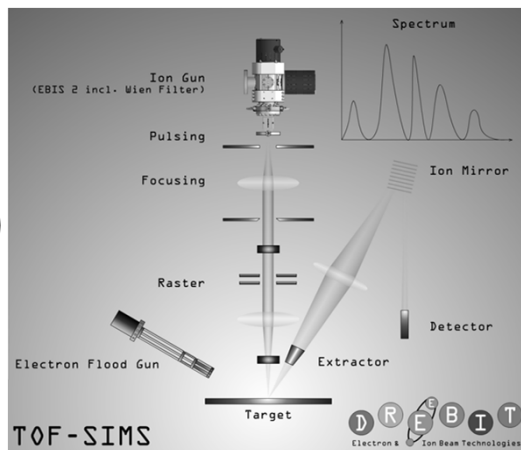 Spectrum
Ion Gun
(EBIS 2 incl. Wien Filter)
Pulsing
Ion Mirror
Focusing
Raster
Detector
Extractor
Electron Flood Gun
Target
TOF-SIMS
DREEBIT
Electron & Ion Beam Technologies